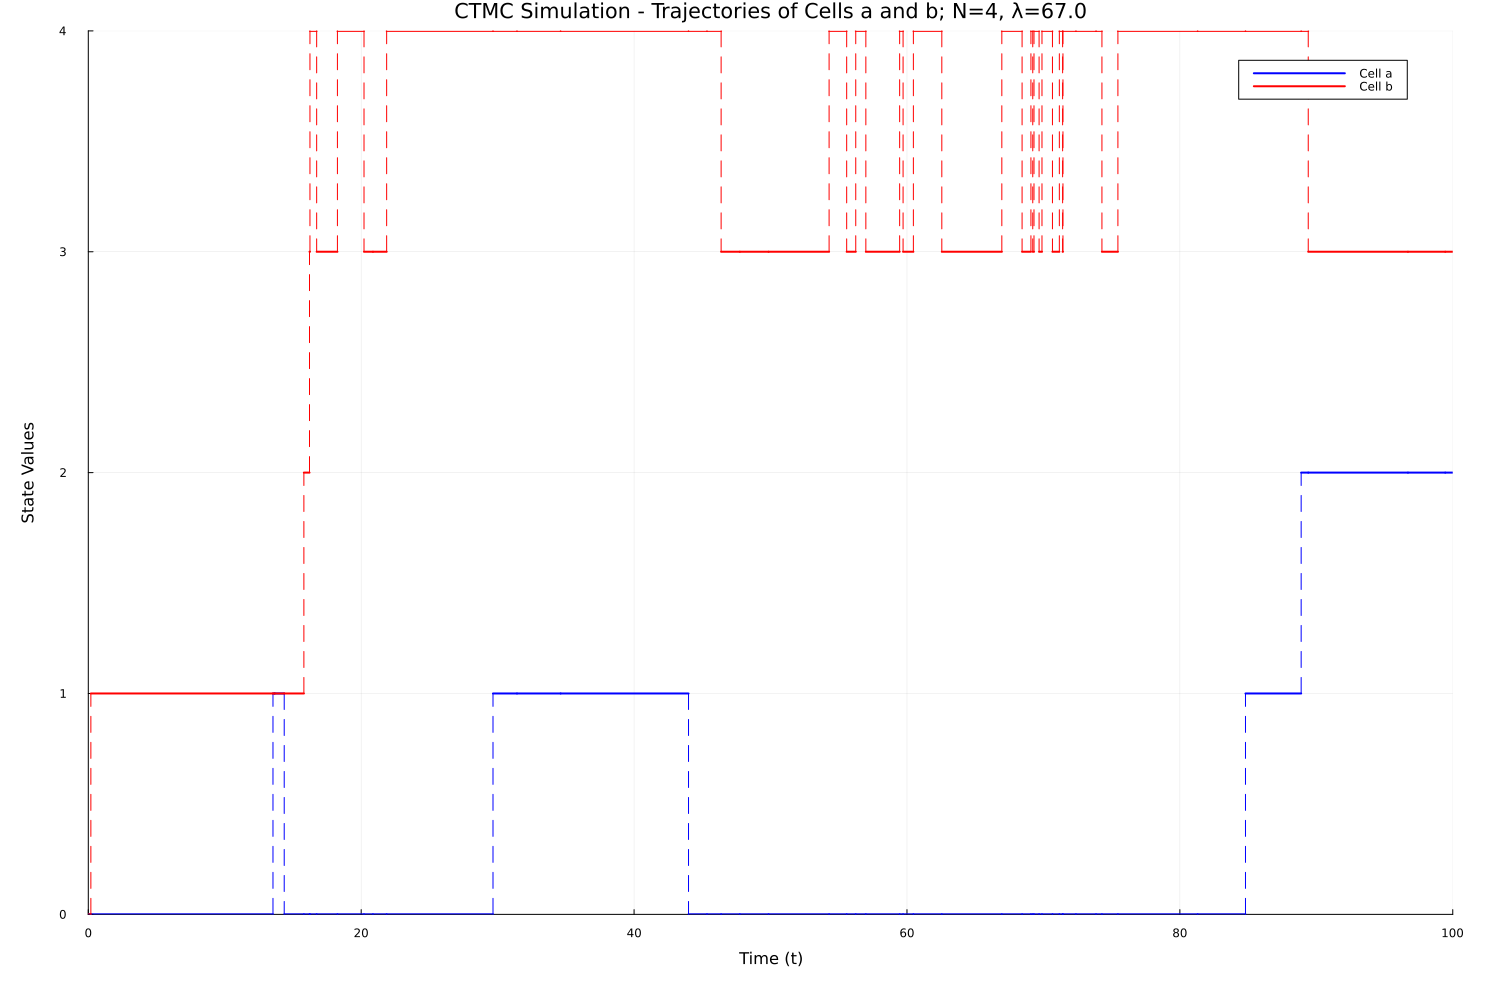 CTMC Simulation - Trajectories of Cells a and b; N=4, λ=67.0
4
Cell a
Cell b
3
State Values
2
1
0
0 20 40 60 80 100
Time (t)